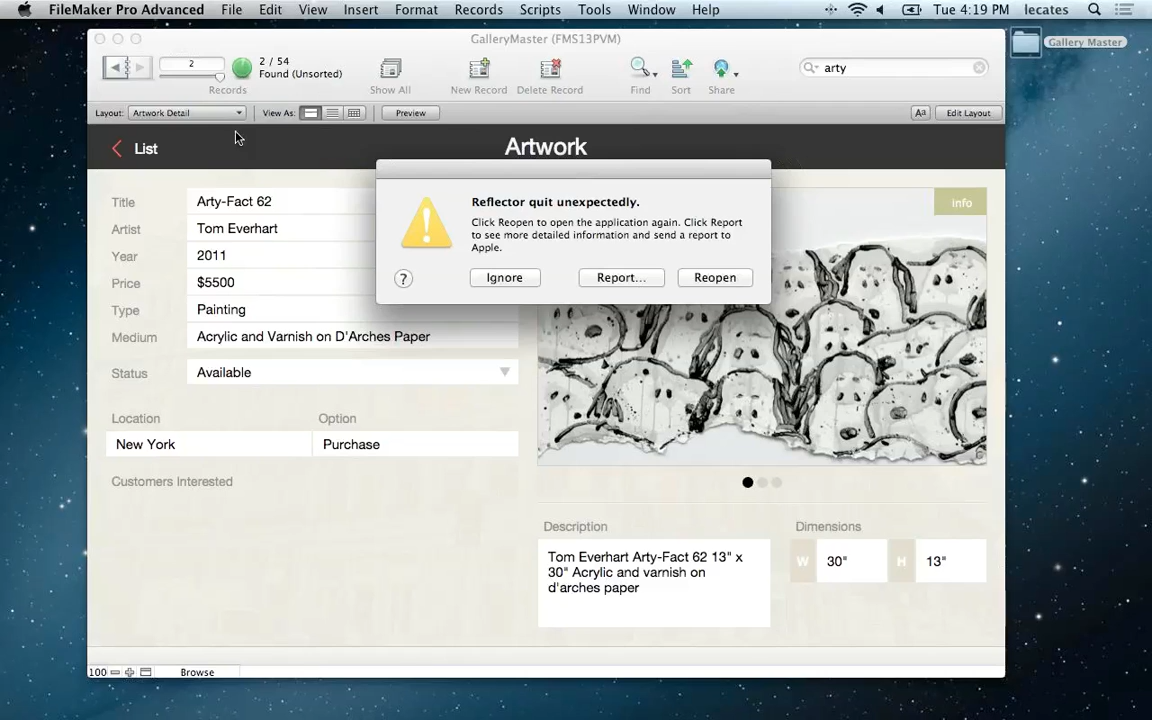 FileMaker Pro Advanced File Edit View Insert Format Records Scripts Tools Window Help Tue 4:19 PM lecates
GalleryMaster (FMS13PVM)
Gallery Master
2
2 / 54
Found (Unsorted)
Records
Show All
New Record
Delete Record
Find
Sort
Share
arty
Layout: Artwork Detail View As: Preview Aa Edit Layout
List
Artwork
Title Arty-Fact 62
Artist Tom Everhart
Year 2011
Price $5500
Type Painting
Medium Acrylic and Varnish on D'Arches Paper
Status Available
Location Option
New York Purchase
Customers Interested
Reflector quit unexpectedly.
Click Reopen to open the application again. Click Report
to see more detailed information and send a report to
Apple.
? Ignore Report... Reopen
info
Description
Tom Everhart Arty-Fact 62 13" x
30" Acrylic and varnish on
d'arches paper
Dimensions
W 30" H 13"
100 Browse